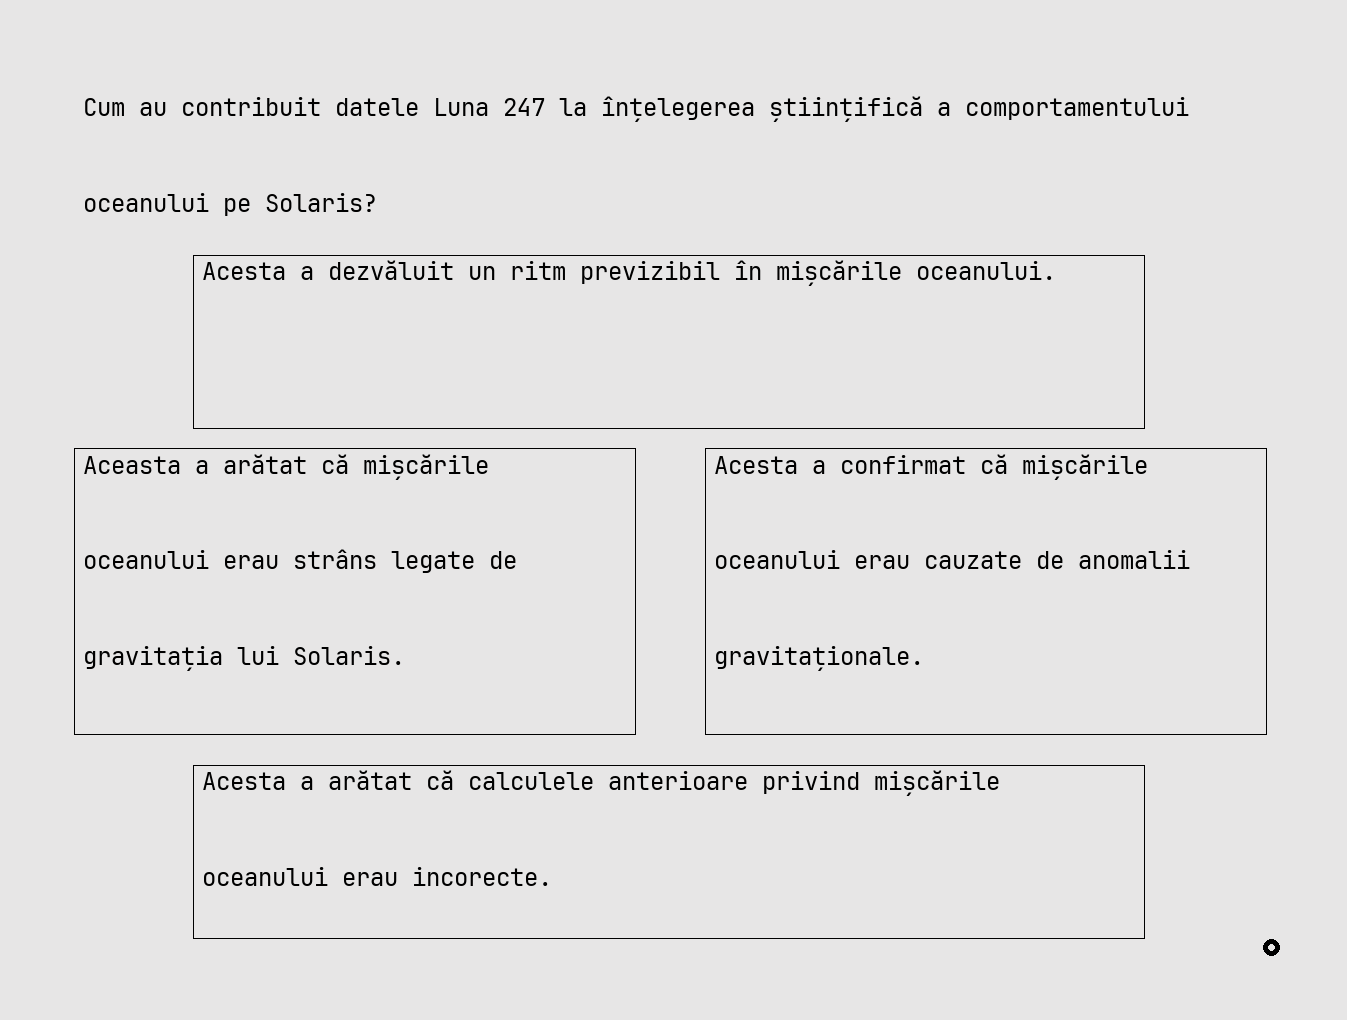 Cum au contribuit datele Luna 247 la înțelegerea științifică a comportamentului
oceanului pe Solaris?
Acesta a dezvăluit un ritm previzibil în mișcările oceanului.
Aceasta a arătat că mișcările
oceanului erau strâns legate de
gravitația lui Solaris.
Acesta a confirmat că mișcările
oceanului erau cauzate de anomalii
gravitaționale.
Acesta a arătat că calculele anterioare privind mișcările
oceanului erau incorecte.